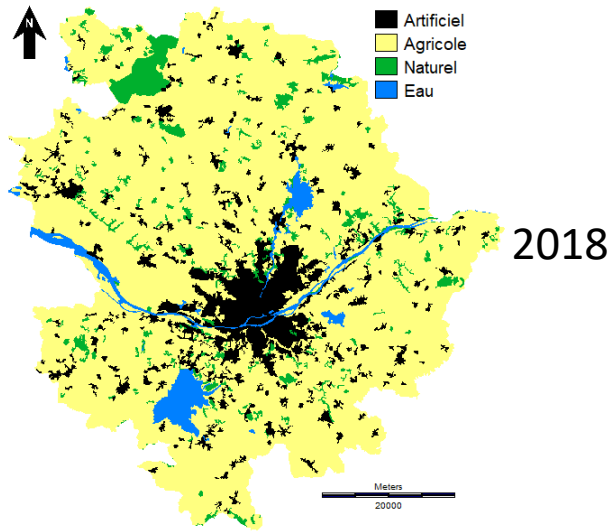 N
Artificiel
Agricole
Naturel
Eau
2018
Meters
20000